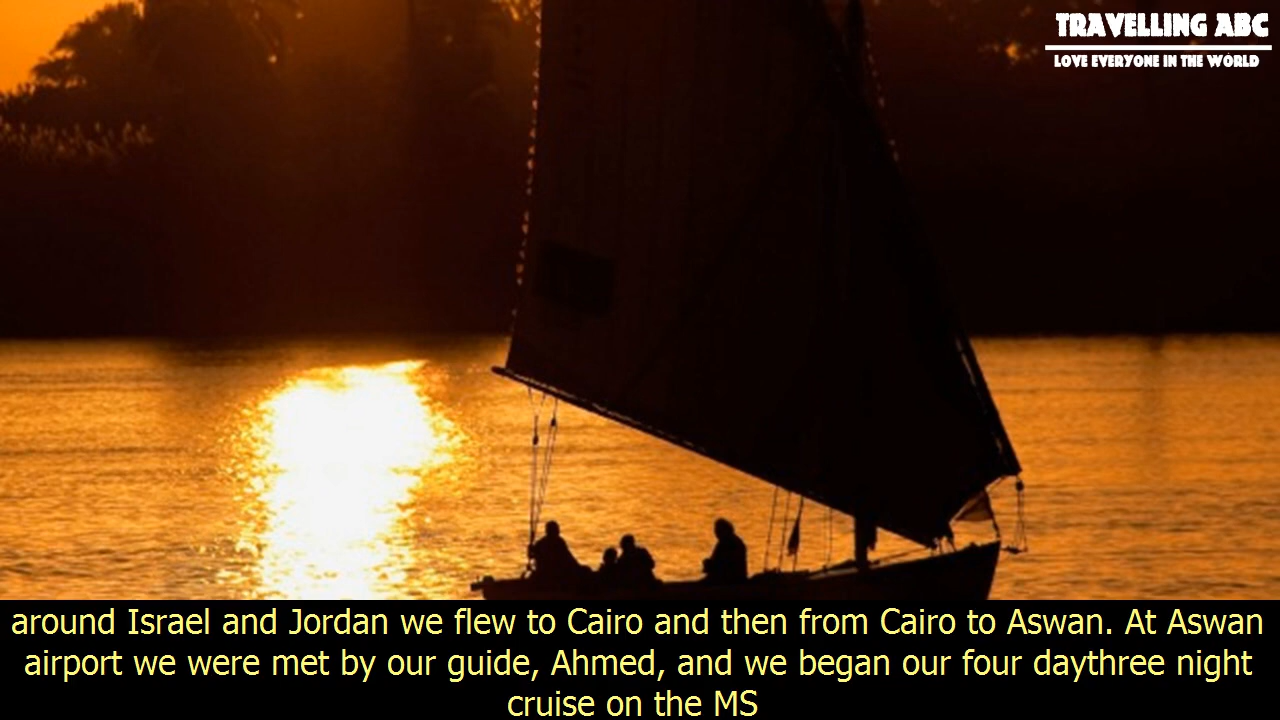 TRAVELLING ABC
LOVE EVERYONE IN THE WORLD
around Israel and Jordan we flew to Cairo and then from Cairo to Aswan. At Aswan
airport we were met by our guide, Ahmed, and we began our four daythree night
cruise on the MS